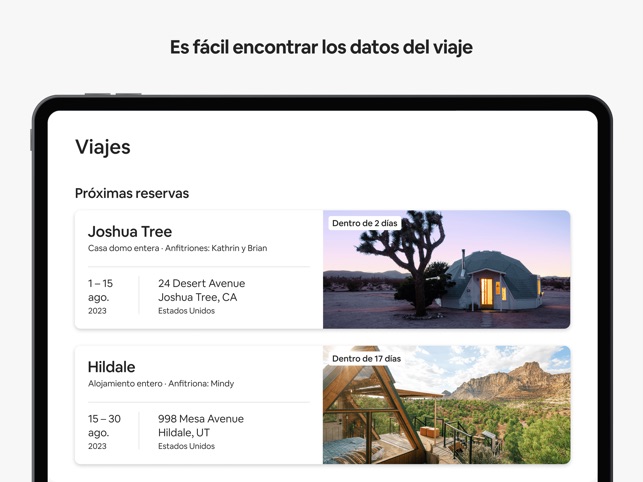 Es fácil encontrar los datos del viaje
Viajes
Próximas reservas
Joshua Tree
Casa domo entera · Anfitriones: Kathrin y Brian
1 – 15
ago.
2023
24 Desert Avenue
Joshua Tree, CA
Estados Unidos
Dentro de 2 días
Hildale
Alojamiento entero · Anfitriona: Mindy
15 – 30
ago.
2023
998 Mesa Avenue
Hildale, UT
Estados Unidos
Dentro de 17 días